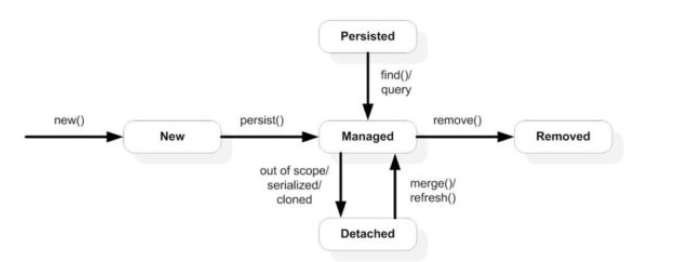 Persisted
find()/
query
new()
New
persist()
Managed
remove()
Removed
out of scope/
serialized/
cloned
merge()/
refresh()
Detached